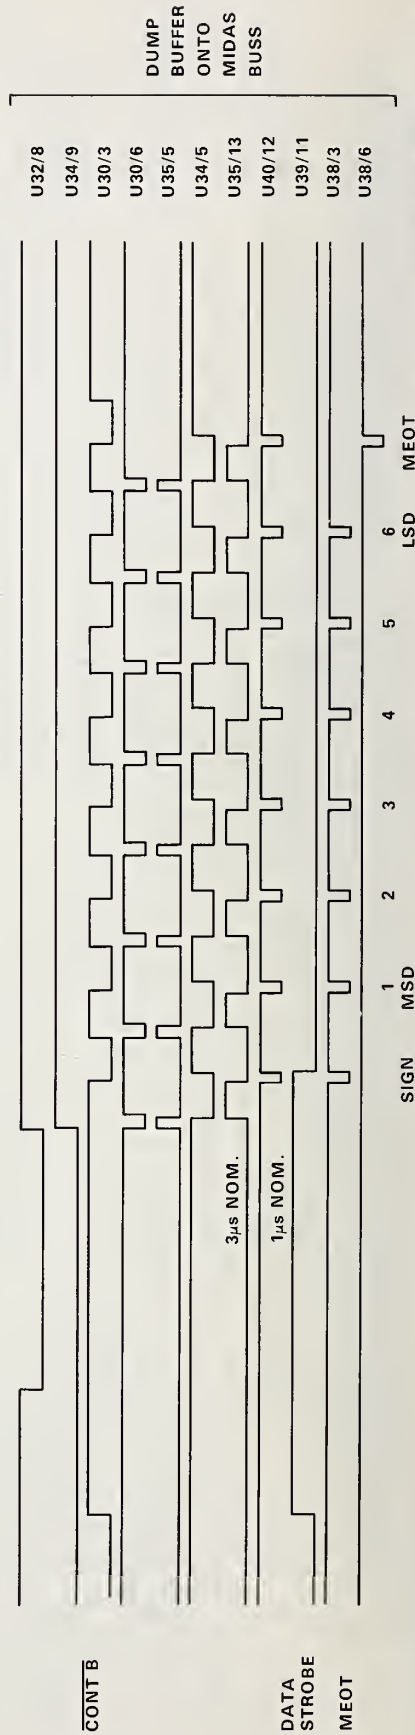 DUMP
BUFFER
ONTO
MIDAS
BUSS
U32/8
U34/9
U30/3
U30/6
U35/5
U34/5
U35/13
U40/12
U39/11
U38/3
U38/6
CONT B
3μs NOM.
1μs NOM.
DATA
STROBE
MEOT
SIGN
1
MSD
2
3
4
5
6
LSD
MEOT